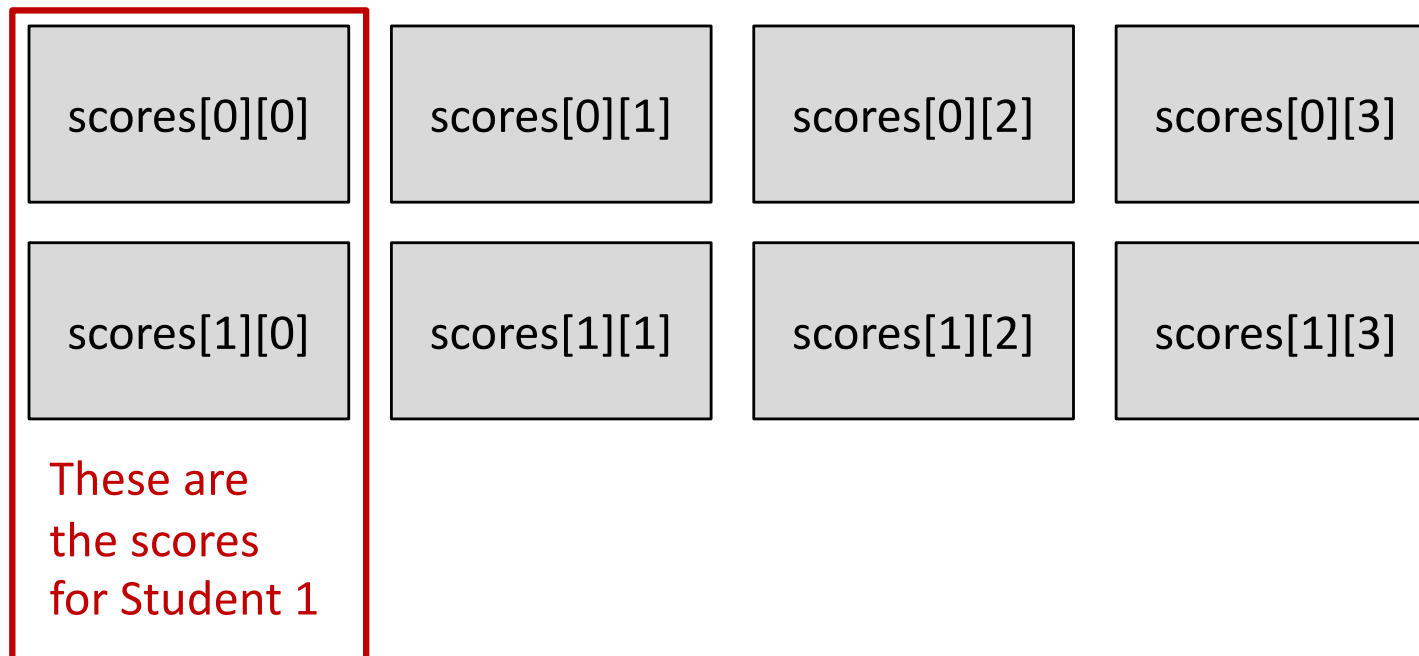 scores[0][0] scores[0][1] scores[0][2] scores[0][3]
scores[1][0] scores[1][1] scores[1][2] scores[1][3]
These are
the scores
for Student 1